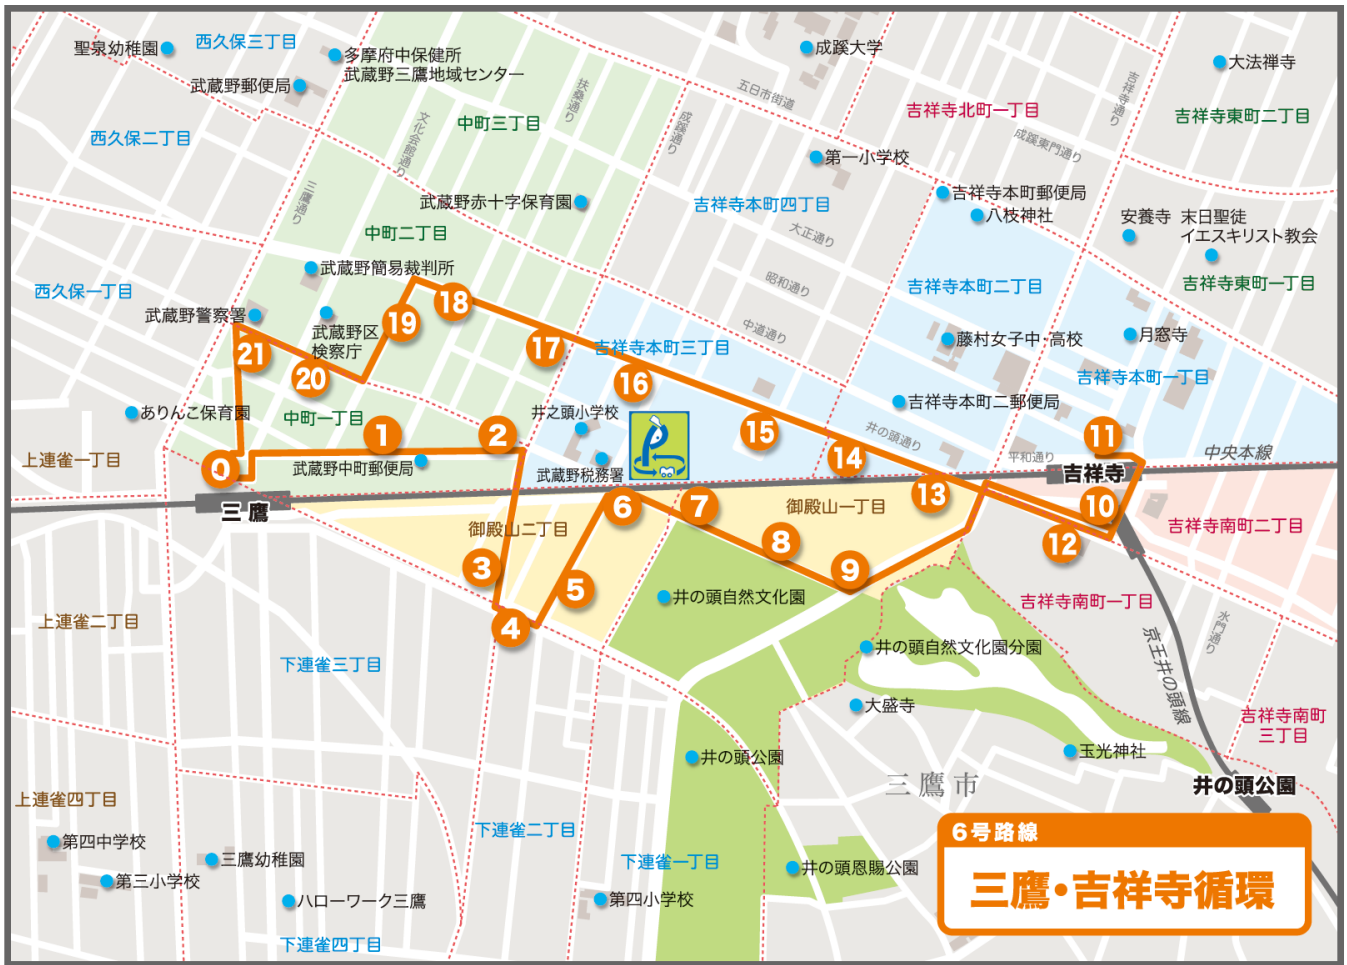 聖泉幼稚園
西久保三丁目
多摩府中保健所
武蔵野三鷹地域センター
成蹊大学
大法禅寺
武蔵野郵便局
扶桑通り
五日市街道
吉祥寺通り
吉祥寺北町一丁目
吉祥寺東町二丁目
西久保二丁目
文化会館通り
中町三丁目
成蹊通り
成蹊東門通り
第一小学校
三鷹通り
武蔵野赤十字保育園
吉祥寺本町四丁目
吉祥寺本町郵便局
八枝神社
安養寺
末日聖徒
イエスキリスト教会
中町二丁目
大正通り
武蔵野簡易裁判所
昭和通り
吉祥寺本町二丁目
吉祥寺東町一丁目
西久保一丁目
武蔵野警察署
武蔵野区
検察庁
中道通り
吉祥寺本町三丁目
藤村女子中・高校
月窓寺
吉祥寺本町一丁目
ありんこ保育園
中町一丁目
井之頭小学校
吉祥寺本町二郵便局
井の頭通り
平和通り
中央本線
上連雀一丁目
武蔵野中町郵便局
武蔵野税務署
吉祥寺
三鷹
御殿山二丁目
御殿山一丁目
吉祥寺南町二丁目
0
1
2
3
4
5
6
7
8
9
10
11
12
13
14
15
16
17
18
19
20
21
井の頭自然文化園
吉祥寺南町一丁目
水門通り
上連雀二丁目
下連雀三丁目
井の頭自然文化園分園
京王井の頭線
大盛寺
吉祥寺南町
三丁目
井の頭公園
玉光神社
三鷹市
井の頭公園
上連雀四丁目
第四中学校
三鷹幼稚園
第三小学校
ハローワーク三鷹
下連雀四丁目
下連雀二丁目
下連雀一丁目
第四小学校
井の頭恩賜公園
6号路線
三鷹・吉祥寺循環